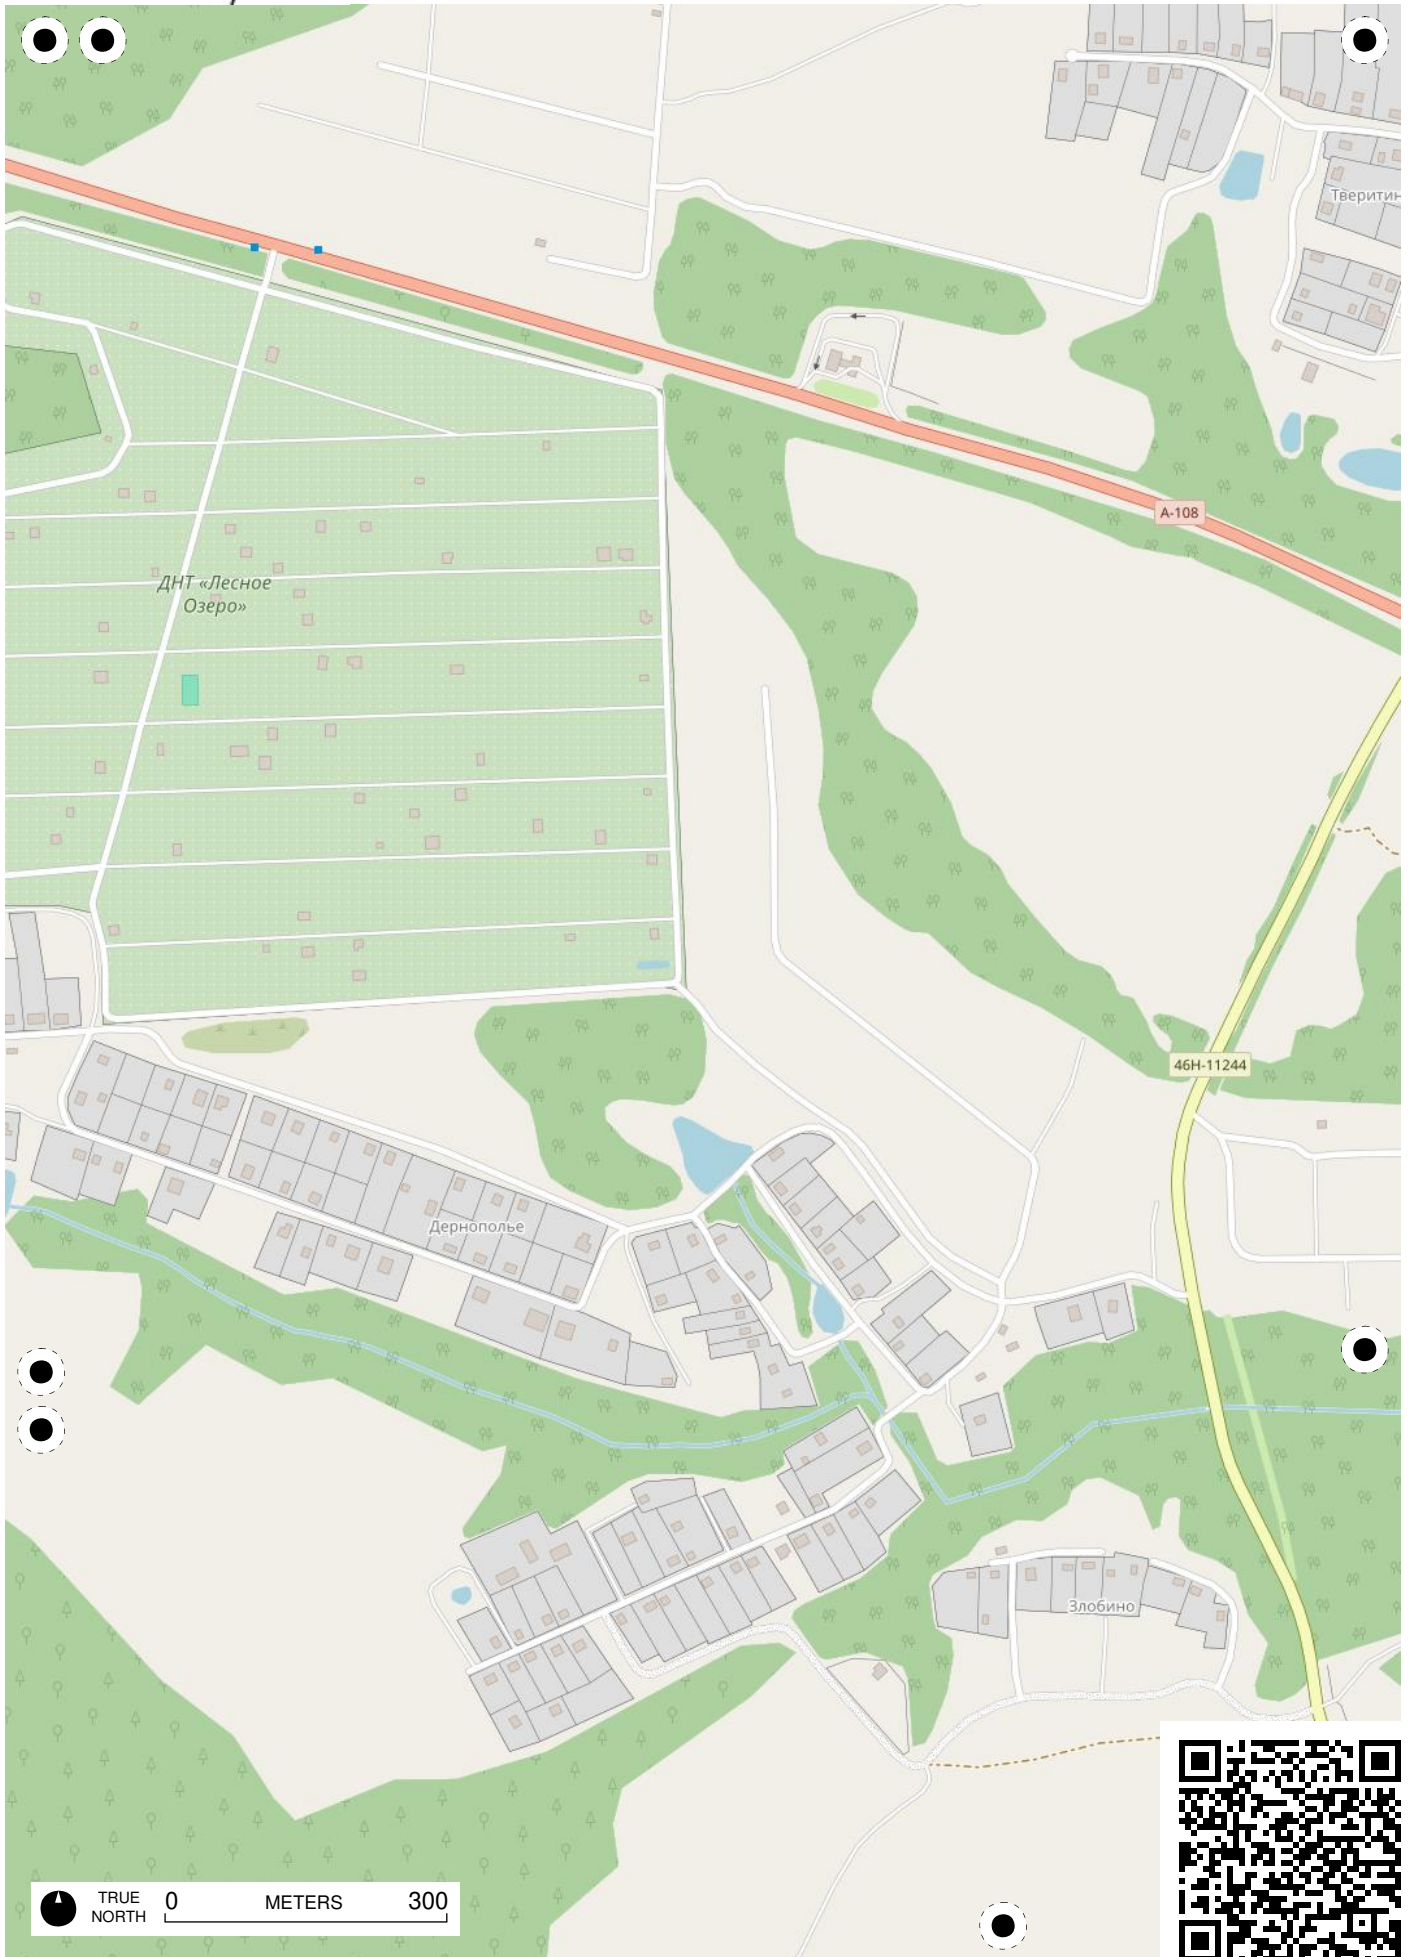 Тверитин
А-108
ДНТ «Лесное
Озеро»
46Н-11244
Дернополье
Злобино
TRUE
NORTH
0 METERS 300